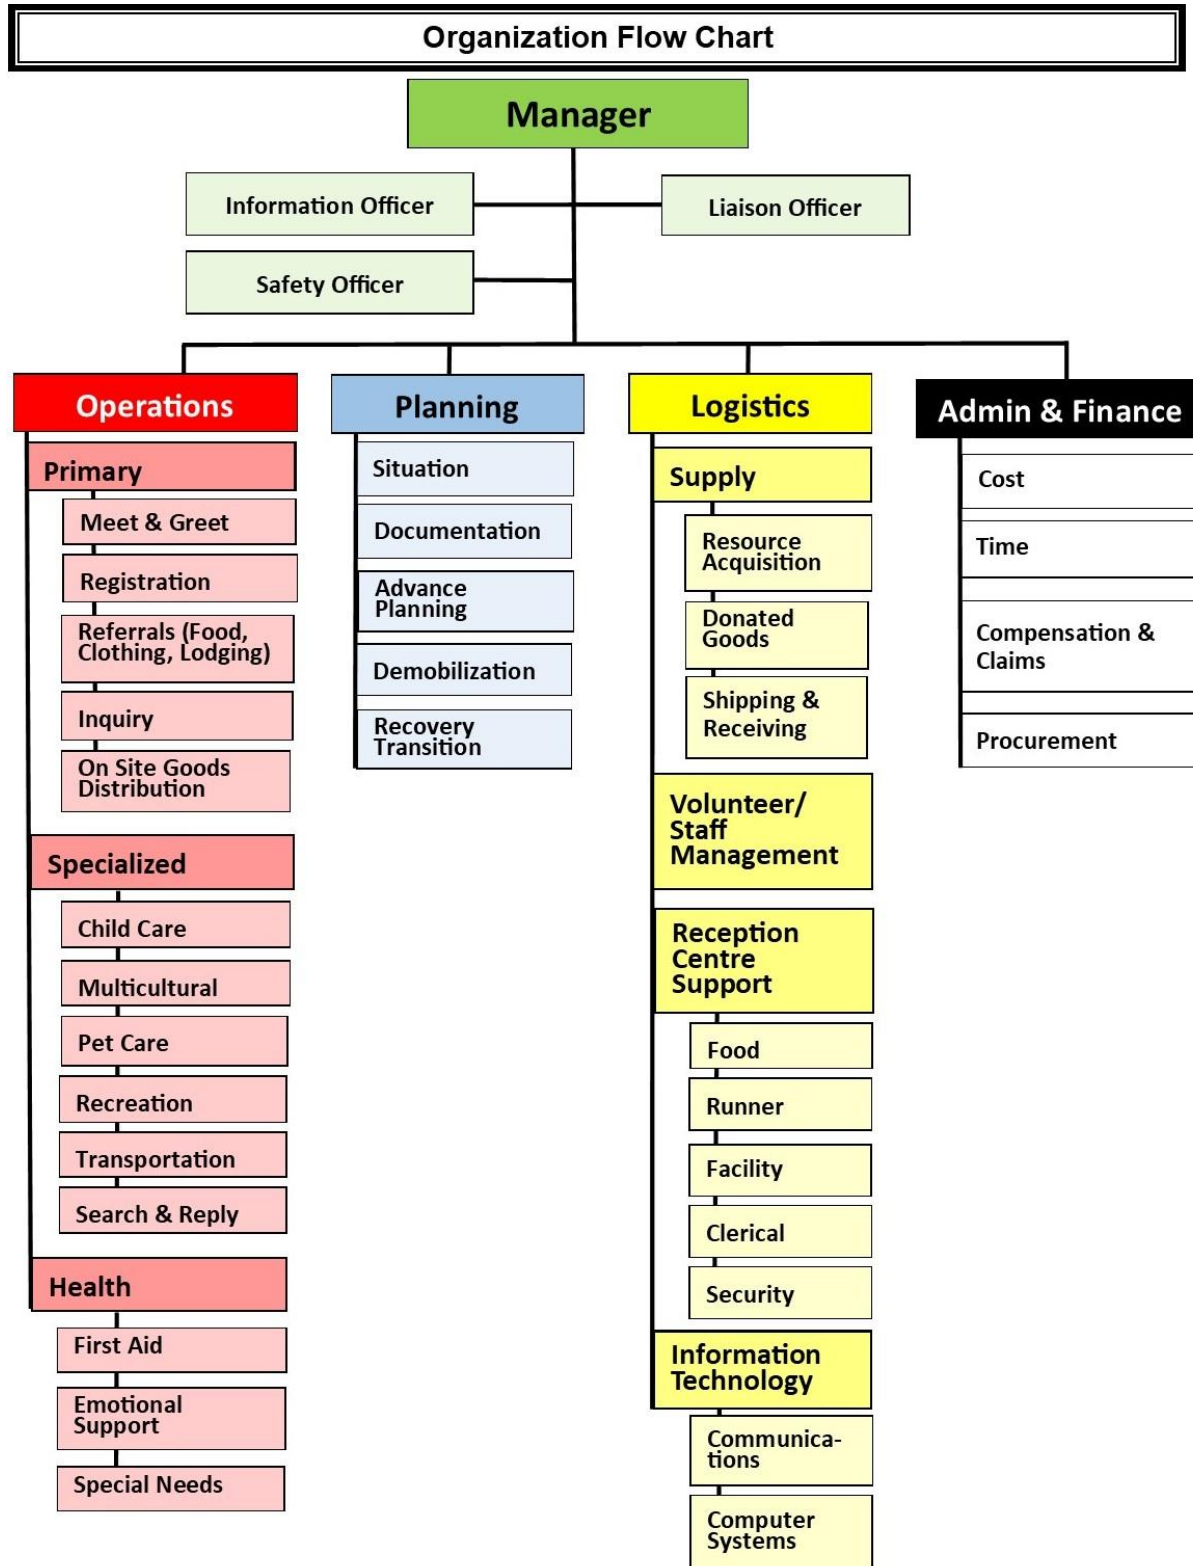 Organization Flow Chart
Manager
Information Officer
Liaison Officer
Safety Officer
Operations
Primary
Meet & Greet
Registration
Referrals (Food,
Clothing, Lodging)
Inquiry
On Site Goods
Distribution
Specialized
Child Care
Multicultural
Pet Care
Recreation
Transportation
Search & Reply
Health
First Aid
Emotional
Support
Special Needs
Planning
Situation
Documentation
Advance
Planning
Demobilization
Recovery
Transition
Logistics
Supply
Resource
Acquisition
Donated
Goods
Shipping &
Receiving
Volunteer/
Staff
Management
Reception
Centre
Support
Food
Runner
Facility
Clerical
Security
Information
Technology
Communica-
tions
Computer
Systems
Admin & Finance
Cost
Time
Compensation &
Claims
Procurement